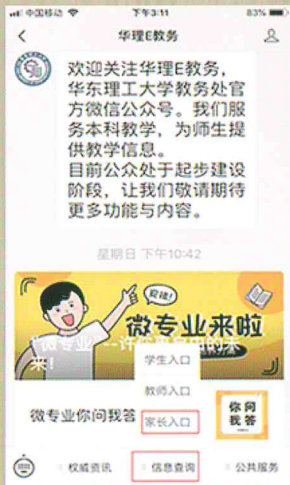 中国移动 下午3:11 83%
华理E教务
欢迎关注华理E教务，
华东理工大学教务处官
方微信公众号。我们服
务本科教学，为师生提
供教学信息。
目前公众处于起步建设
阶段，让我们敬请期待
更多功能与内容。
星期日 下午10:42
微专业来啦
学生入口
教师入口
家长入口
微专业你问我答
你问
我答
权威资讯
信息查询
公共服务